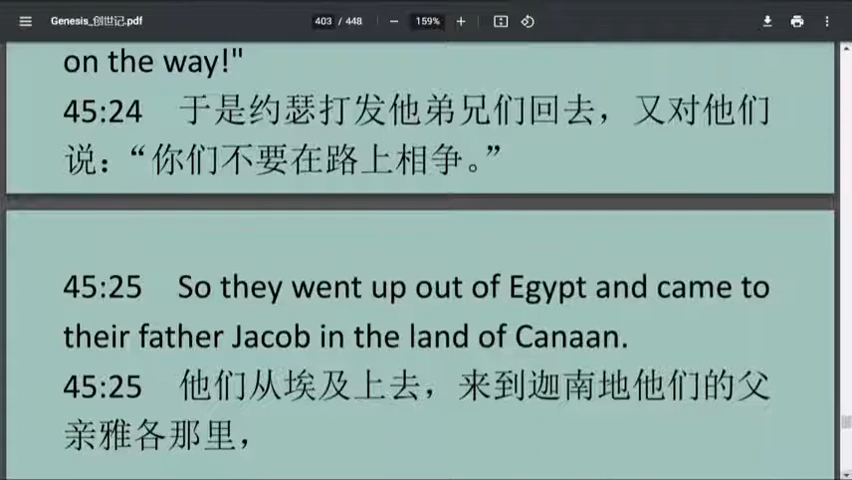 Genesis_创世记.pdf
403 / 448
159%
on the way!"
45:24 于是约瑟打发他弟兄们回去，又对他们
说：“你们不要在路上相争。”
45:25 So they went up out of Egypt and came to
their father Jacob in the land of Canaan.
45:25 他们从埃及上去，来到迦南地他们的父
亲雅各那里，